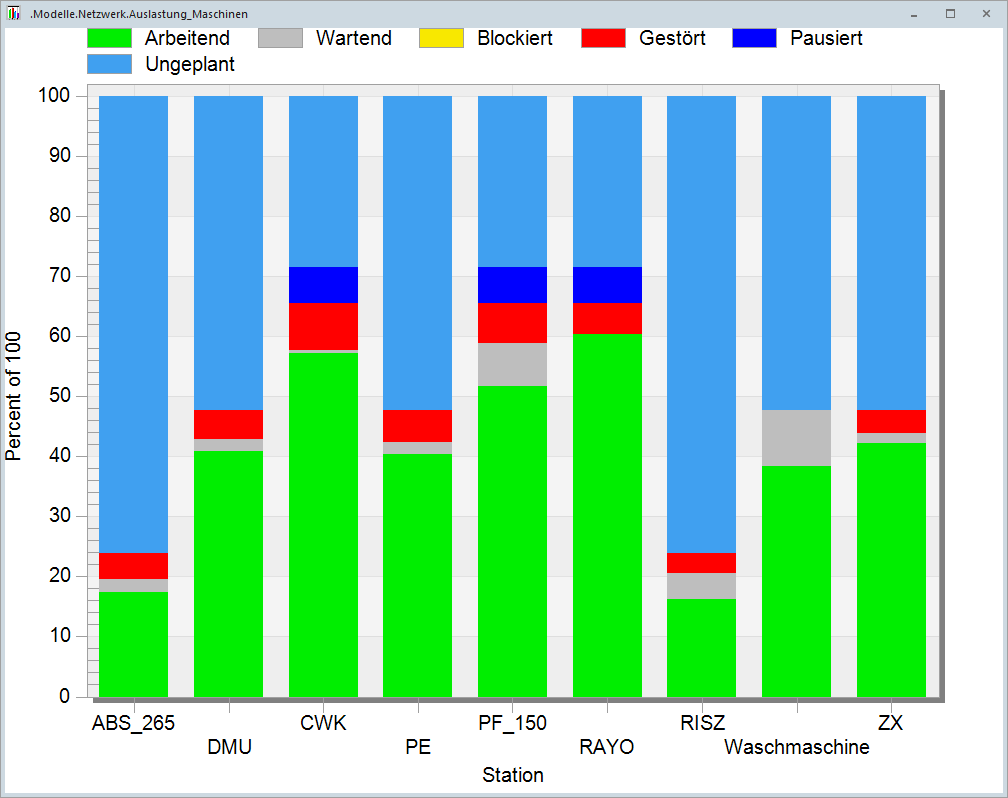 .Modelle.Netzwerk.Auslastung_Maschinen
Arbeitend Wartend Blockiert Gestört Pausiert
Ungeplant
100
90
80
70
60
50
40
30
20
10
0
Percent of 100
ABS_265 CWK PF_150 RISZ ZX
DMU PE RAYO Waschmaschine
Station